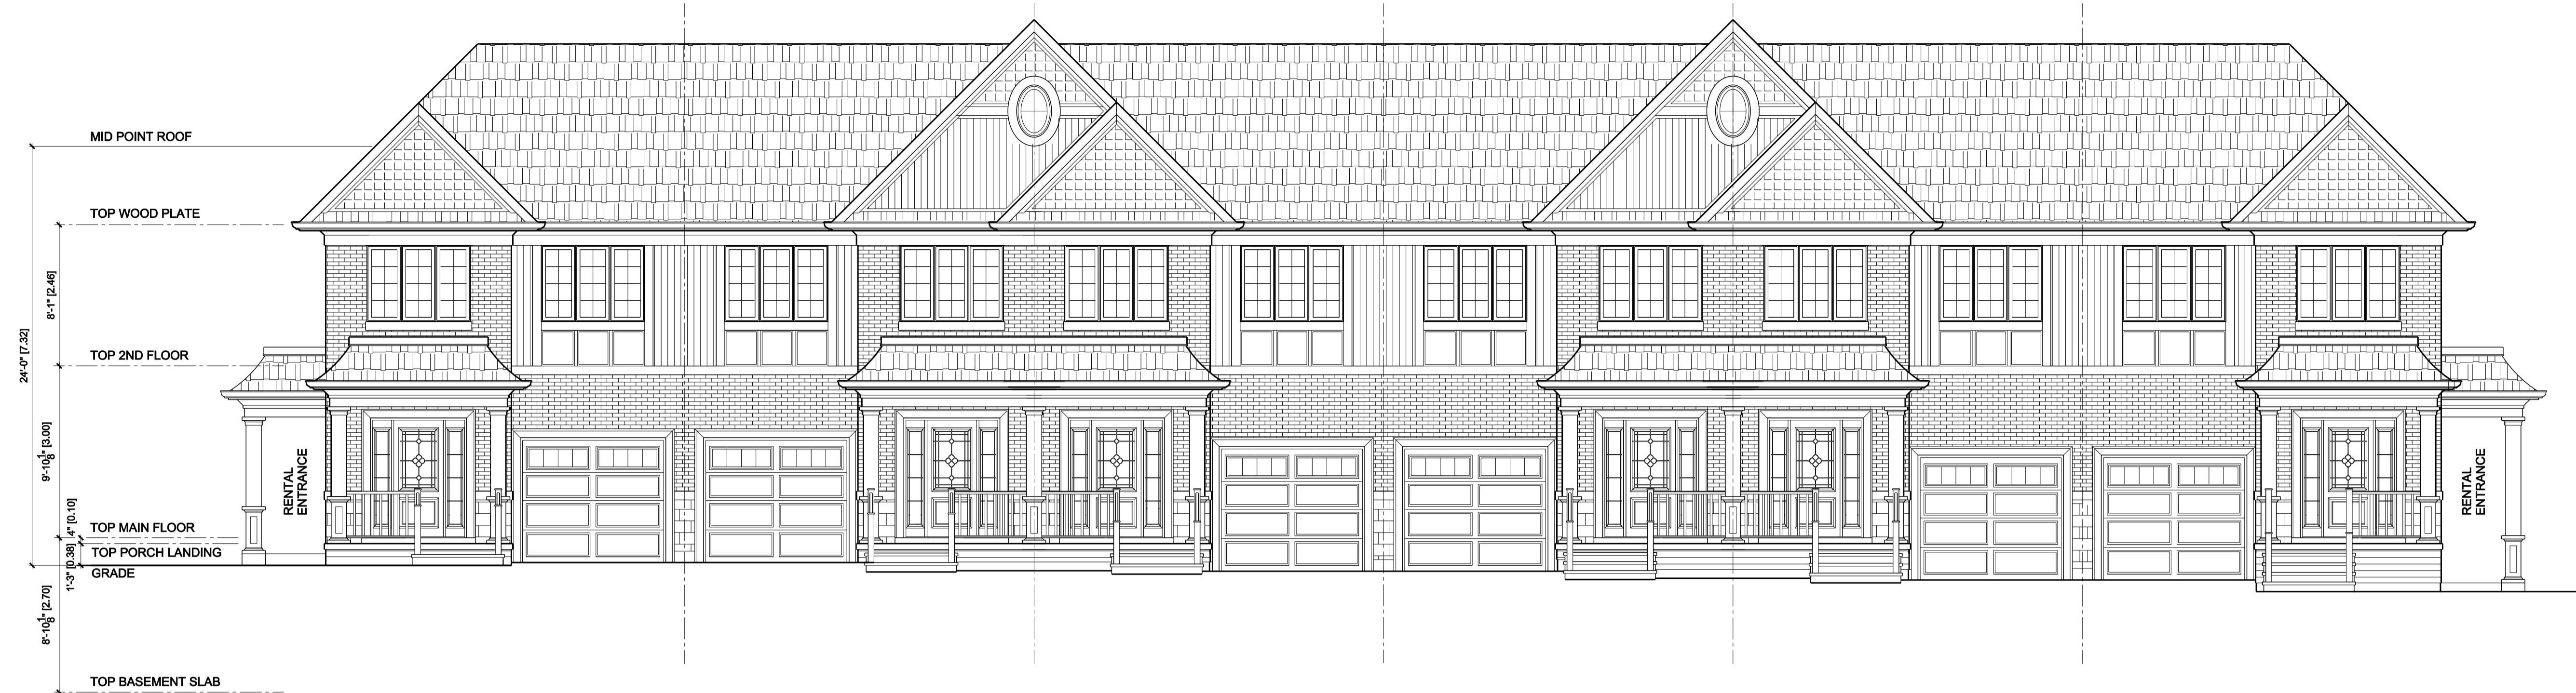 MID POINT ROOF
TOP WOOD PLATE
8'-1" [2.46]
24'-0" [7.32]
TOP 2ND FLOOR
9'-10 1/8" [3.00]
RENTAL
ENTRANCE
RENTAL
ENTRANCE
4" [0.10]
TOP MAIN FLOOR
TOP PORCH LANDING
1'-3" [0.38]
GRADE
8'-10 1/8" [2.70]
TOP BASEMENT SLAB